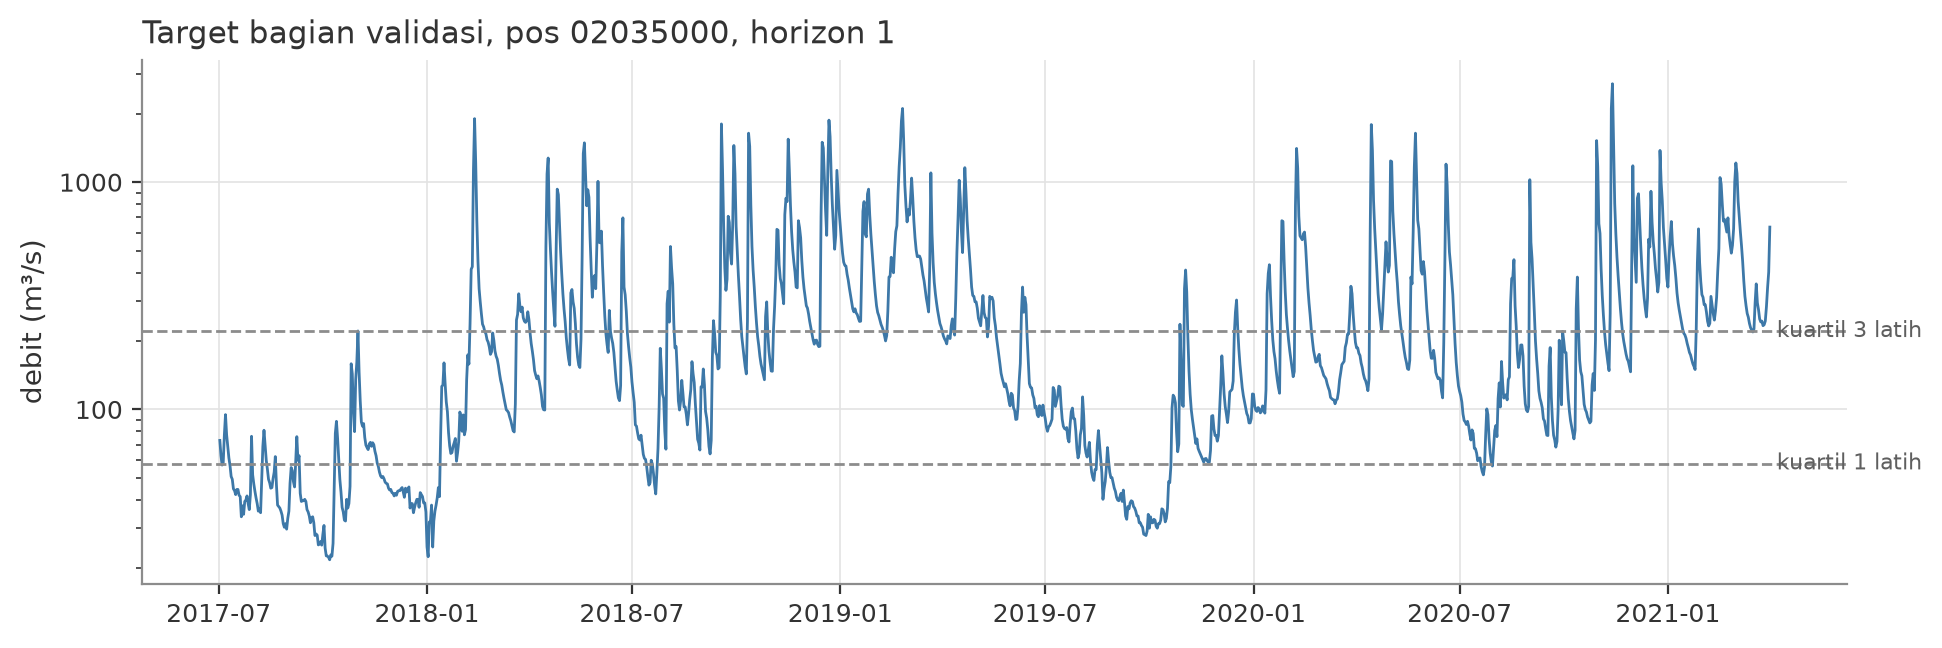 Target bagian validasi, pos 02035000, horizon 1
debit (m³/s)
1000
100
kuartil 3 latih
kuartil 1 latih
2017-07
2018-01
2018-07
2019-01
2019-07
2020-01
2020-07
2021-01